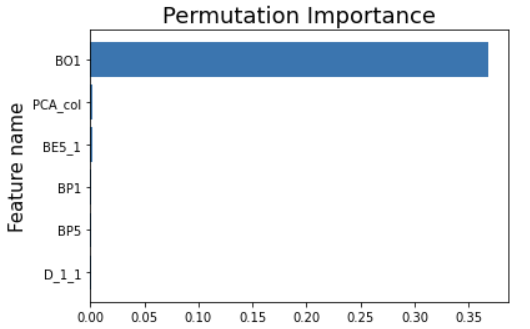 Permutation Importance
Feature name
BO1
PCA_col
BE5_1
BP1
BP5
D_1_1
0.00 0.05 0.10 0.15 0.20 0.25 0.30 0.35